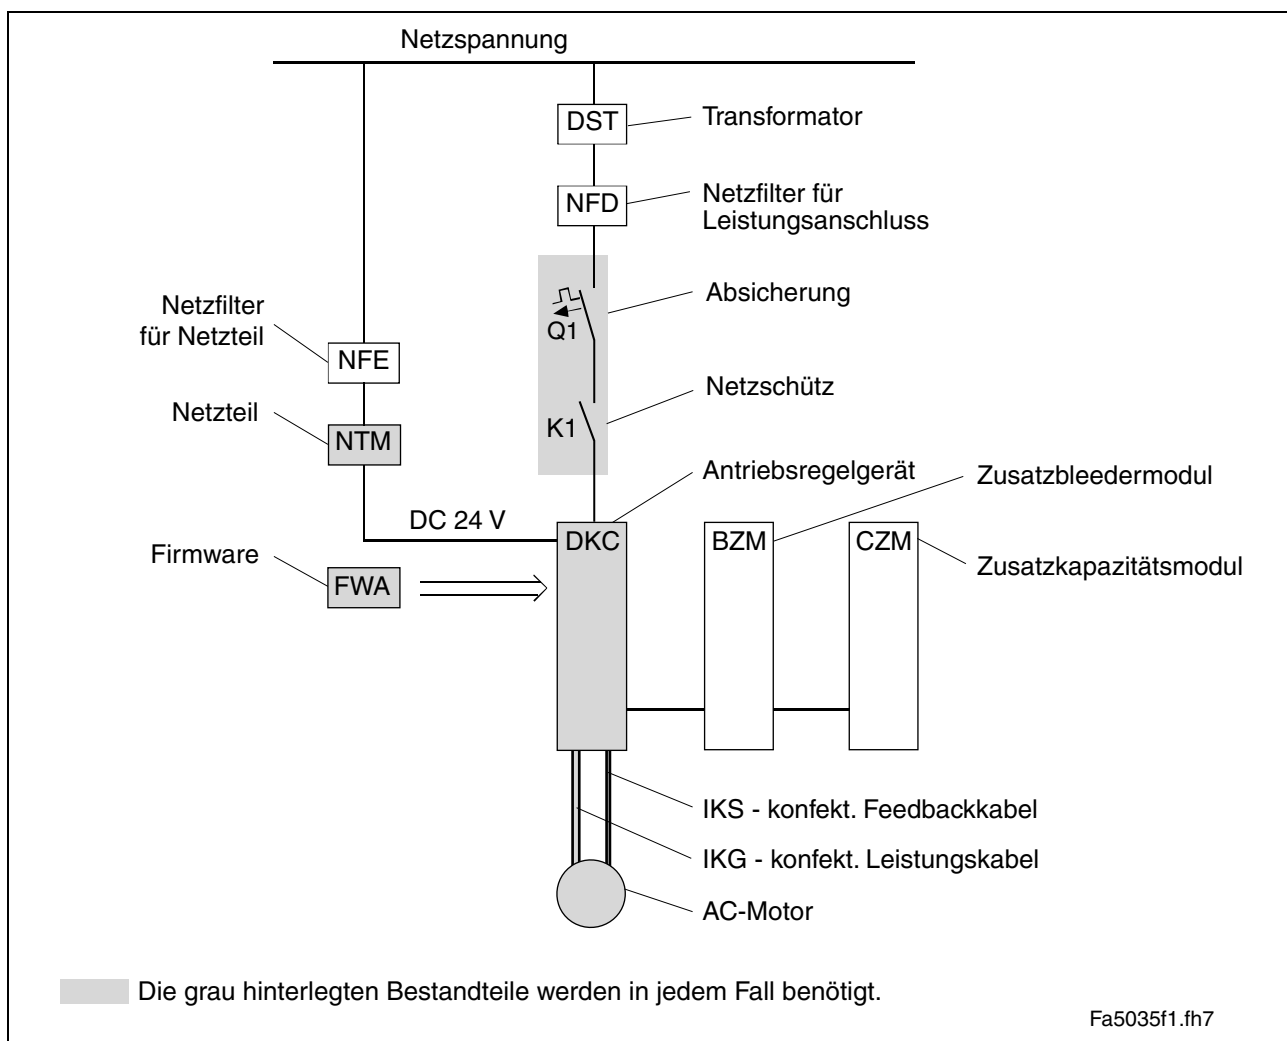 Netzspannung
DST
Transformator
NFD
Netzfilter für
Leistungsanschluss
Absicherung
Q1
Netzfilter
für Netzteil
NFE
Netzschütz
K1
Netzteil
NTM
Antriebsregelgerät
Zusatzbleedermodul
DC 24 V
DKC
BZM
CZM
Zusatzkapazitätsmodul
Firmware
FWA
IKS - konfekt. Feedbackkabel
IKG - konfekt. Leistungskabel
AC-Motor
Die grau hinterlegten Bestandteile werden in jedem Fall benötigt.
Fa5035f1.fh7